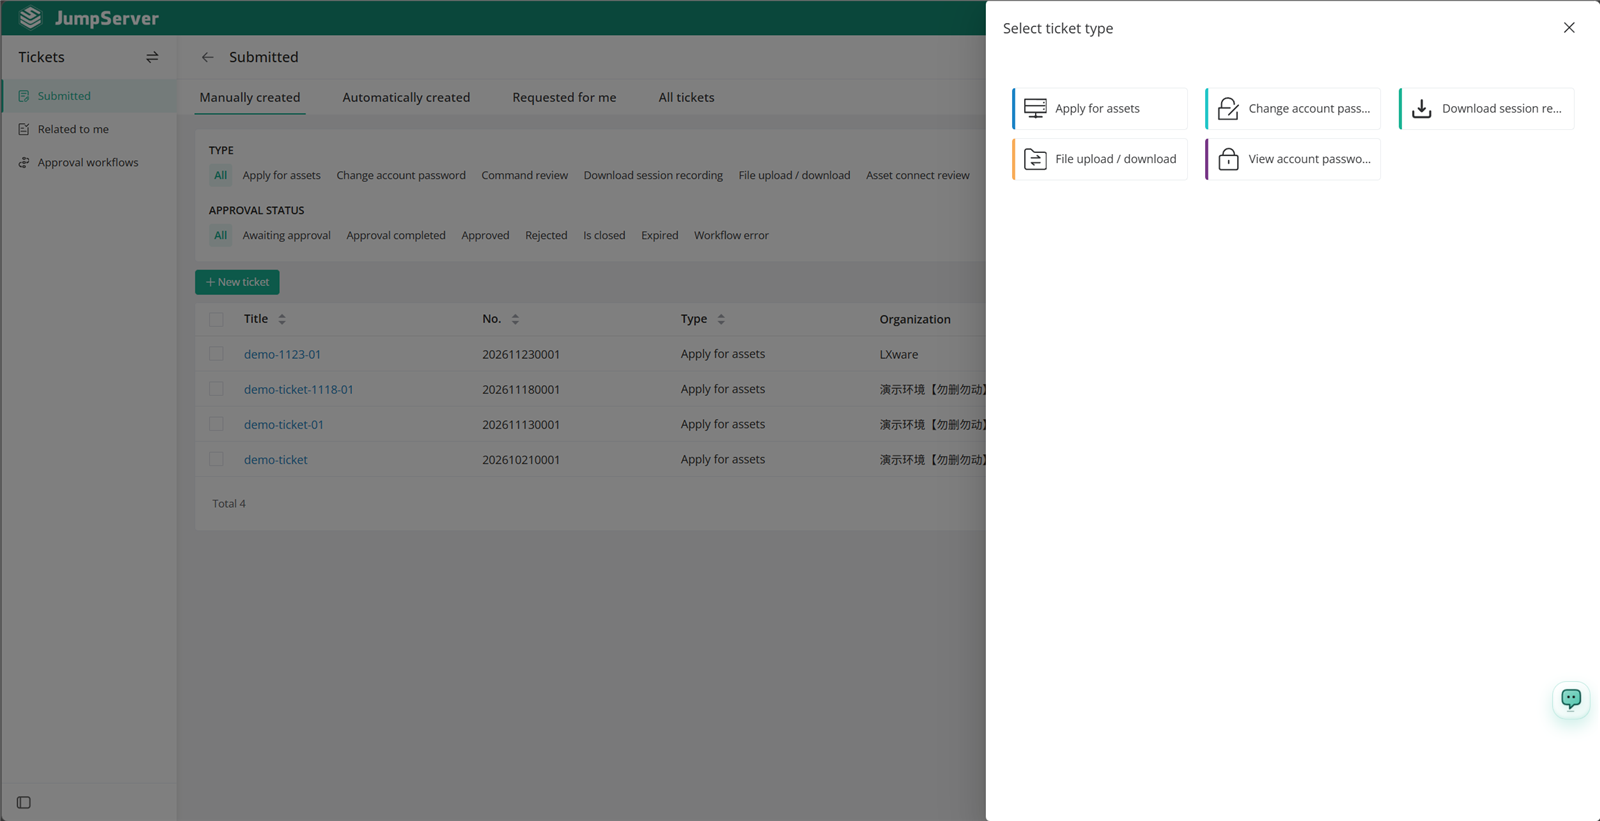 JumpServer
Select ticket type
Tickets
Submitted
Submitted
Related to me
Approval workflows
Manually created Automatically created Requested for me All tickets
TYPE
All Apply for assets Change account password Command review Download session recording File upload / download Asset connect review
APPROVAL STATUS
All Awaiting approval Approval completed Approved Rejected Is closed Expired Workflow error
+ New ticket
Title No. Type Organization
demo-1123-01 202611230001 Apply for assets LXware
demo-ticket-1118-01 202611180001 Apply for assets 演示环境【勿删勿动】
demo-ticket-01 202611130001 Apply for assets 演示环境【勿删勿动】
demo-ticket 202610210001 Apply for assets 演示环境【勿删勿动】
Total 4
Apply for assets Change account pass... Download session re...
File upload / download View account passwo...